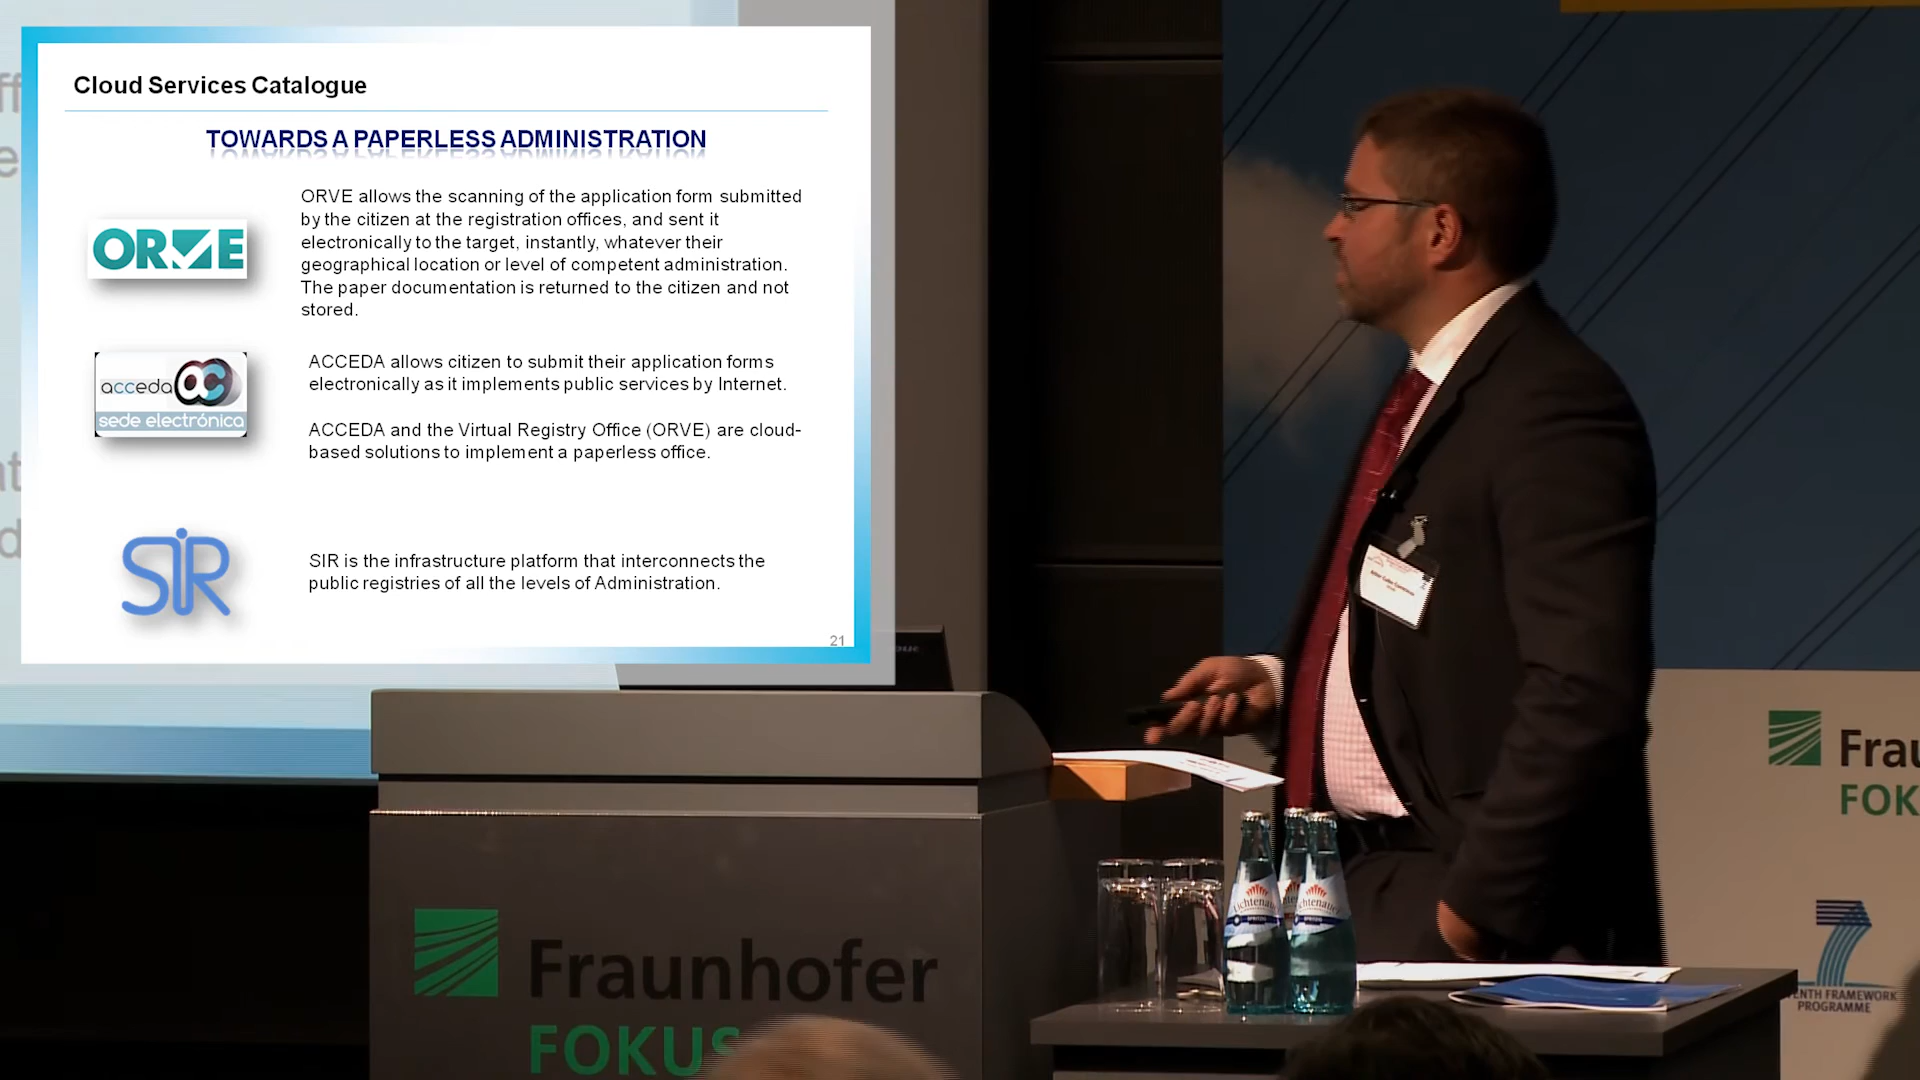 Cloud Services Catalogue
TOWARDS A PAPERLESS ADMINISTRATION
ORVE
ORVE allows the scanning of the application form submitted
by the citizen at the registration offices, and sent it
electronically to the target, instantly, whatever their
geographical location or level of competent administration.
The paper documentation is returned to the citizen and not
stored.
acceda
ac
sede electrónica
ACCEDA allows citizen to submit their application forms
electronically as it implements public services by Internet.
ACCEDA and the Virtual Registry Office (ORVE) are cloud-
based solutions to implement a paperless office.
SIR
SIR is the infrastructure platform that interconnects the
public registries of all the levels of Administration.
21
Fraunhofer
FOKUS
Lichtenauer
Frau
FOK
7
ENTH FRAMEWORK
PROGRAMME